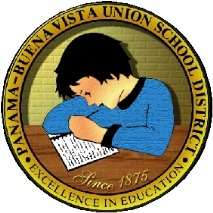 PANAMA-BUENA VISTA UNION SCHOOL DISTRICT
Since 1875
• EXCELLENCE IN EDUCATION •